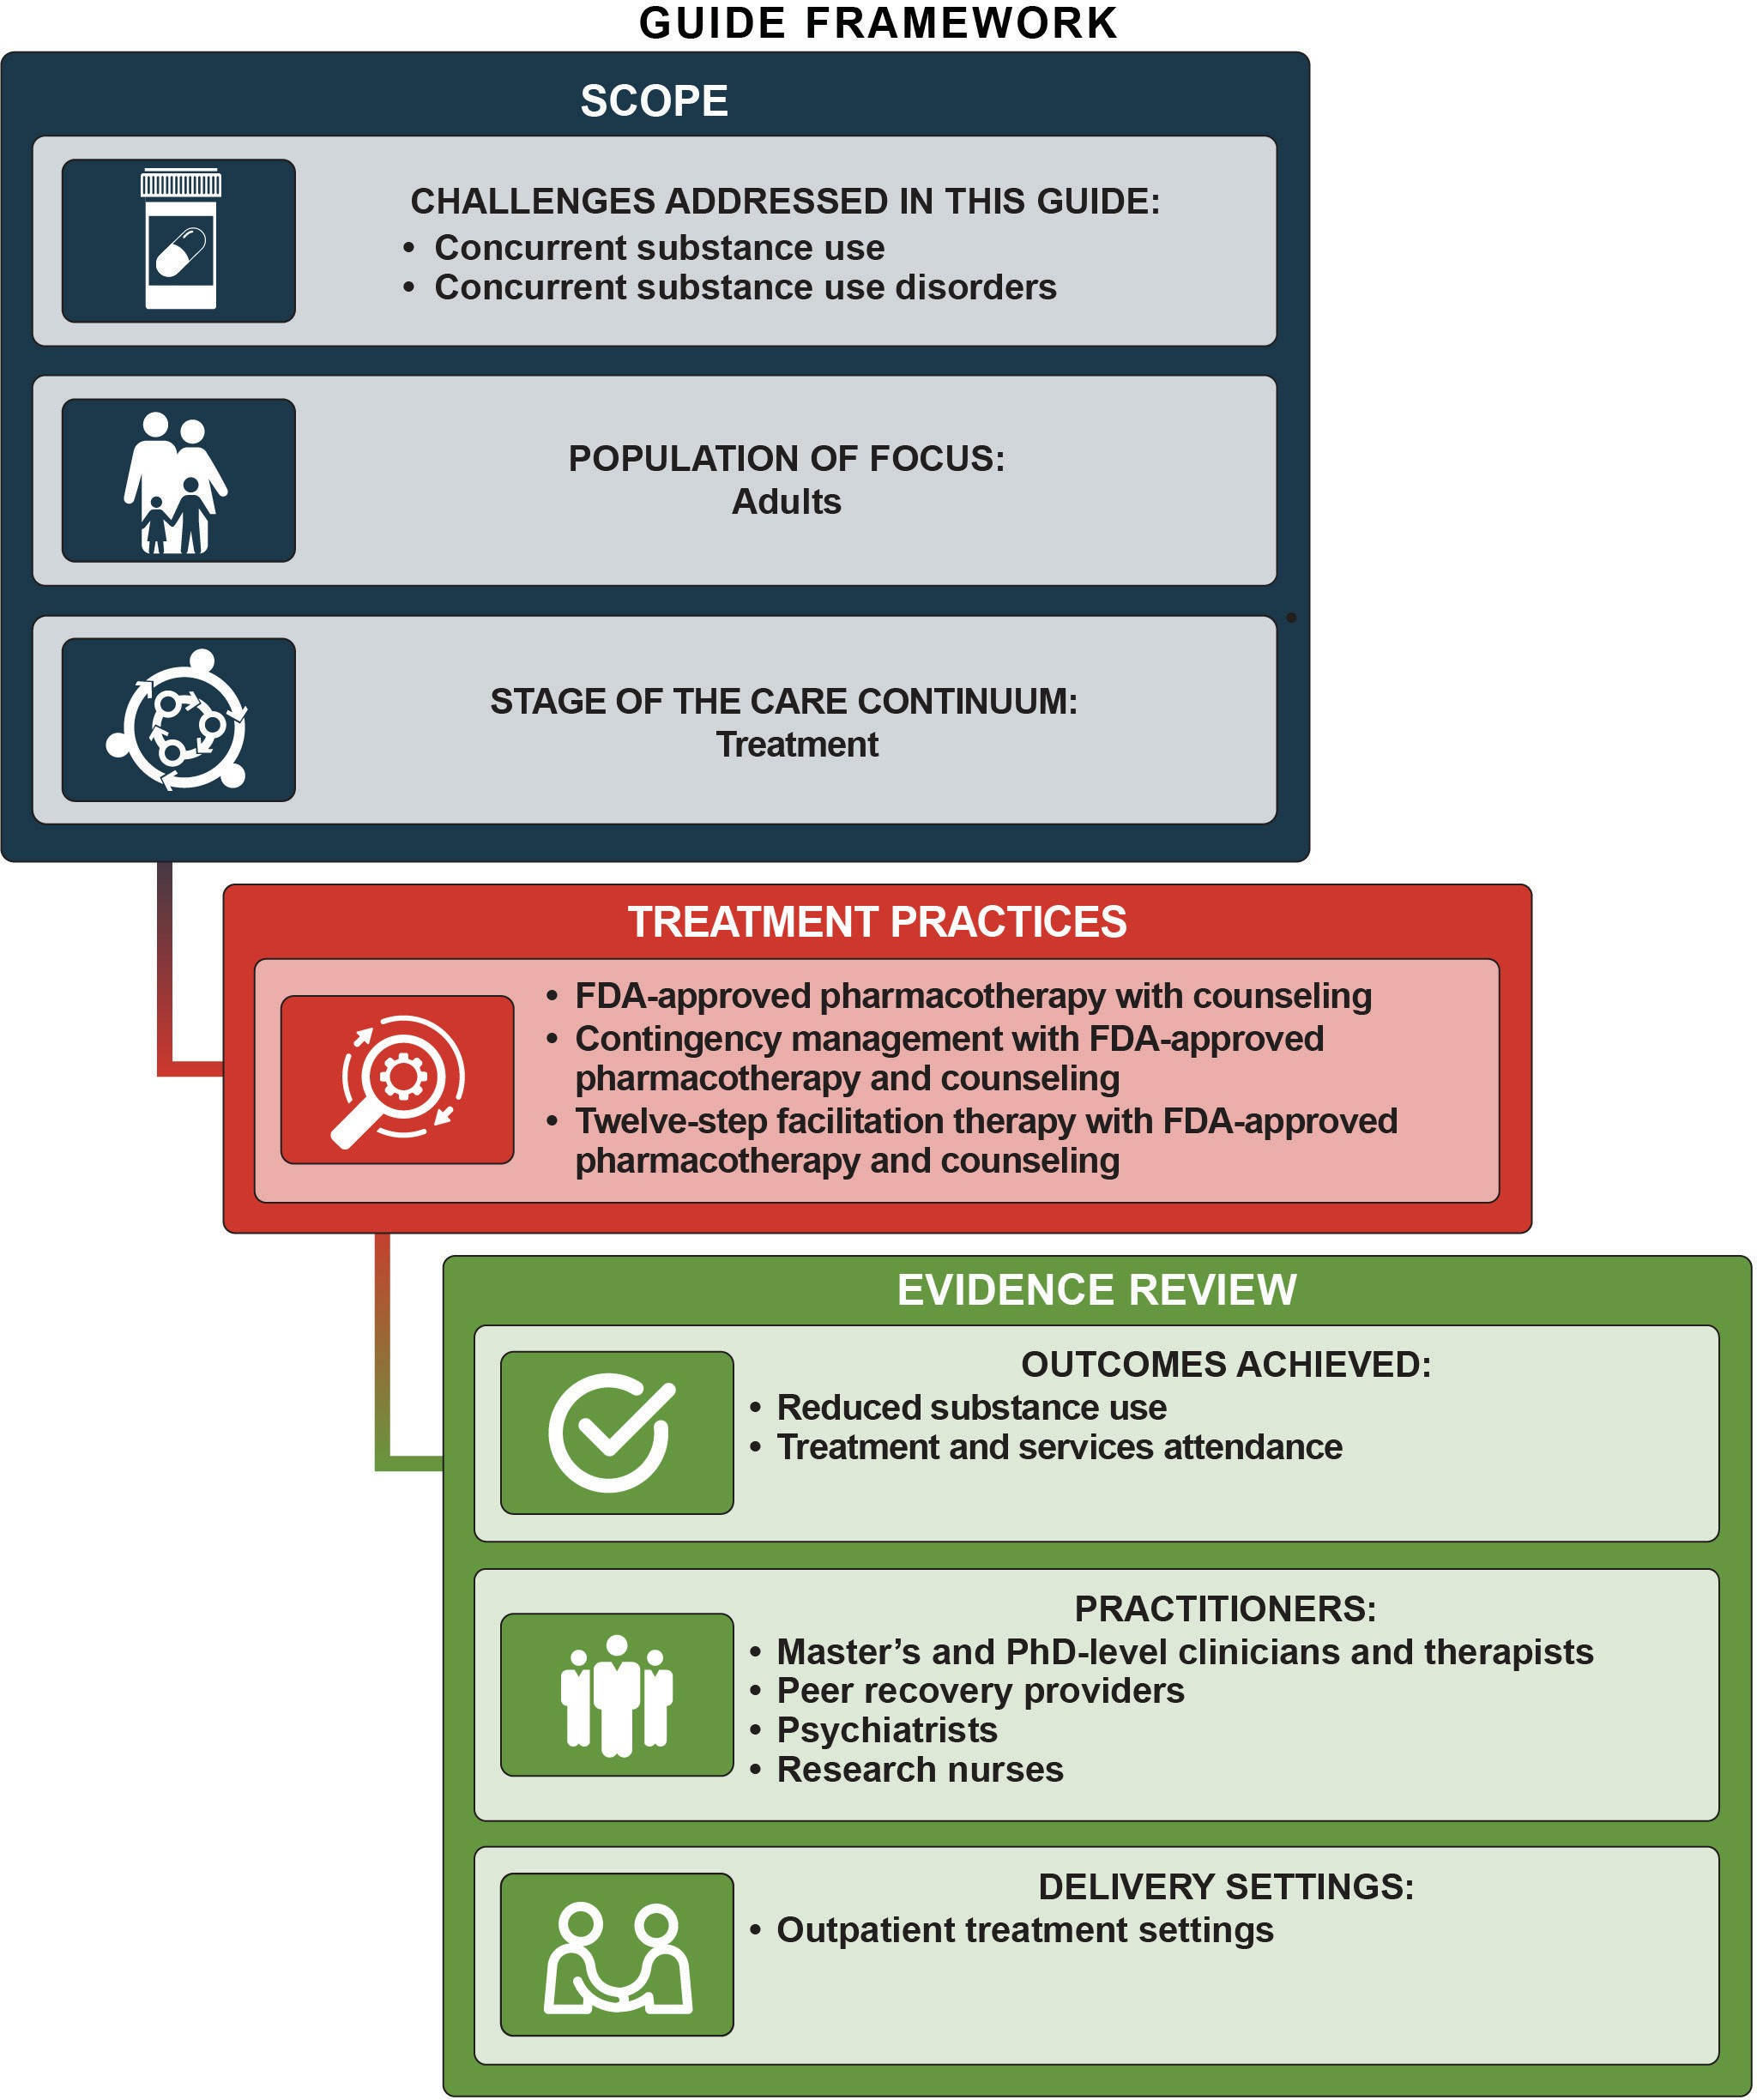 GUIDE FRAMEWORK
SCOPE
CHALLENGES ADDRESSED IN THIS GUIDE:
• Concurrent substance use
• Concurrent substance use disorders
POPULATION OF FOCUS:
Adults
•
STAGE OF THE CARE CONTINUUM:
Treatment
TREATMENT PRACTICES
• FDA-approved pharmacotherapy with counseling
• Contingency management with FDA-approved
pharmacotherapy and counseling
• Twelve-step facilitation therapy with FDA-approved
pharmacotherapy and counseling
EVIDENCE REVIEW
OUTCOMES ACHIEVED:
• Reduced substance use
• Treatment and services attendance
PRACTITIONERS:
• Master’s and PhD-level clinicians and therapists
• Peer recovery providers
• Psychiatrists
• Research nurses
DELIVERY SETTINGS:
• Outpatient treatment settings